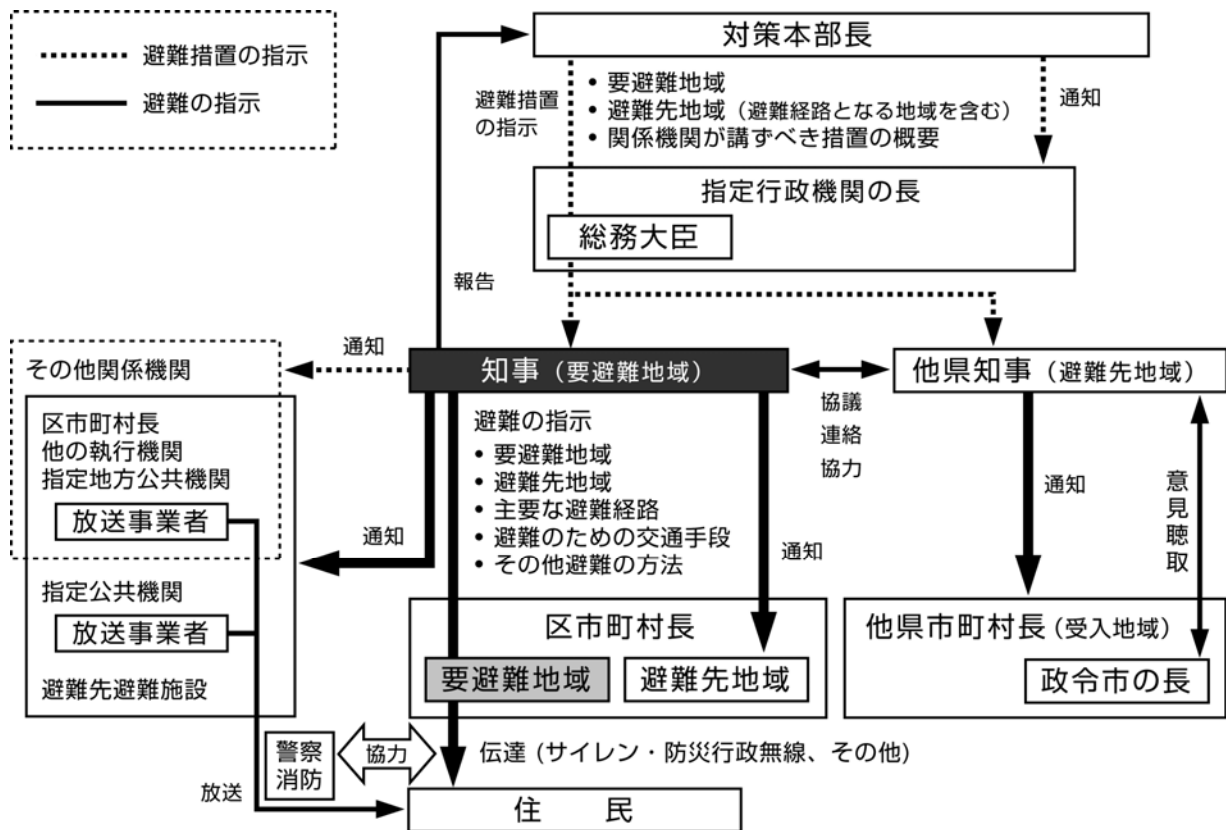 避難措置の指示
避難の指示
対策本部長
避難措置
の指示
• 要避難地域
• 避難先地域（避難経路となる地域を含む）
• 関係機関が講ずべき措置の概要
通知
指定行政機関の長
総務大臣
報告
通知
知事（要避難地域）
他県知事（避難先地域）
協議
連絡
協力
その他関係機関
区市町村長
他の執行機関
指定地方公共機関
放送事業者
指定公共機関
放送事業者
避難先避難施設
通知
避難の指示
• 要避難地域
• 避難先地域
• 主要な避難経路
• 避難のための交通手段
• その他避難の方法
通知
通知
意見聴取
区市町村長
要避難地域
避難先地域
他県市町村長（受入地域）
政令市の長
警察
消防
協力
伝達（サイレン・防災行政無線、その他）
放送
住　民